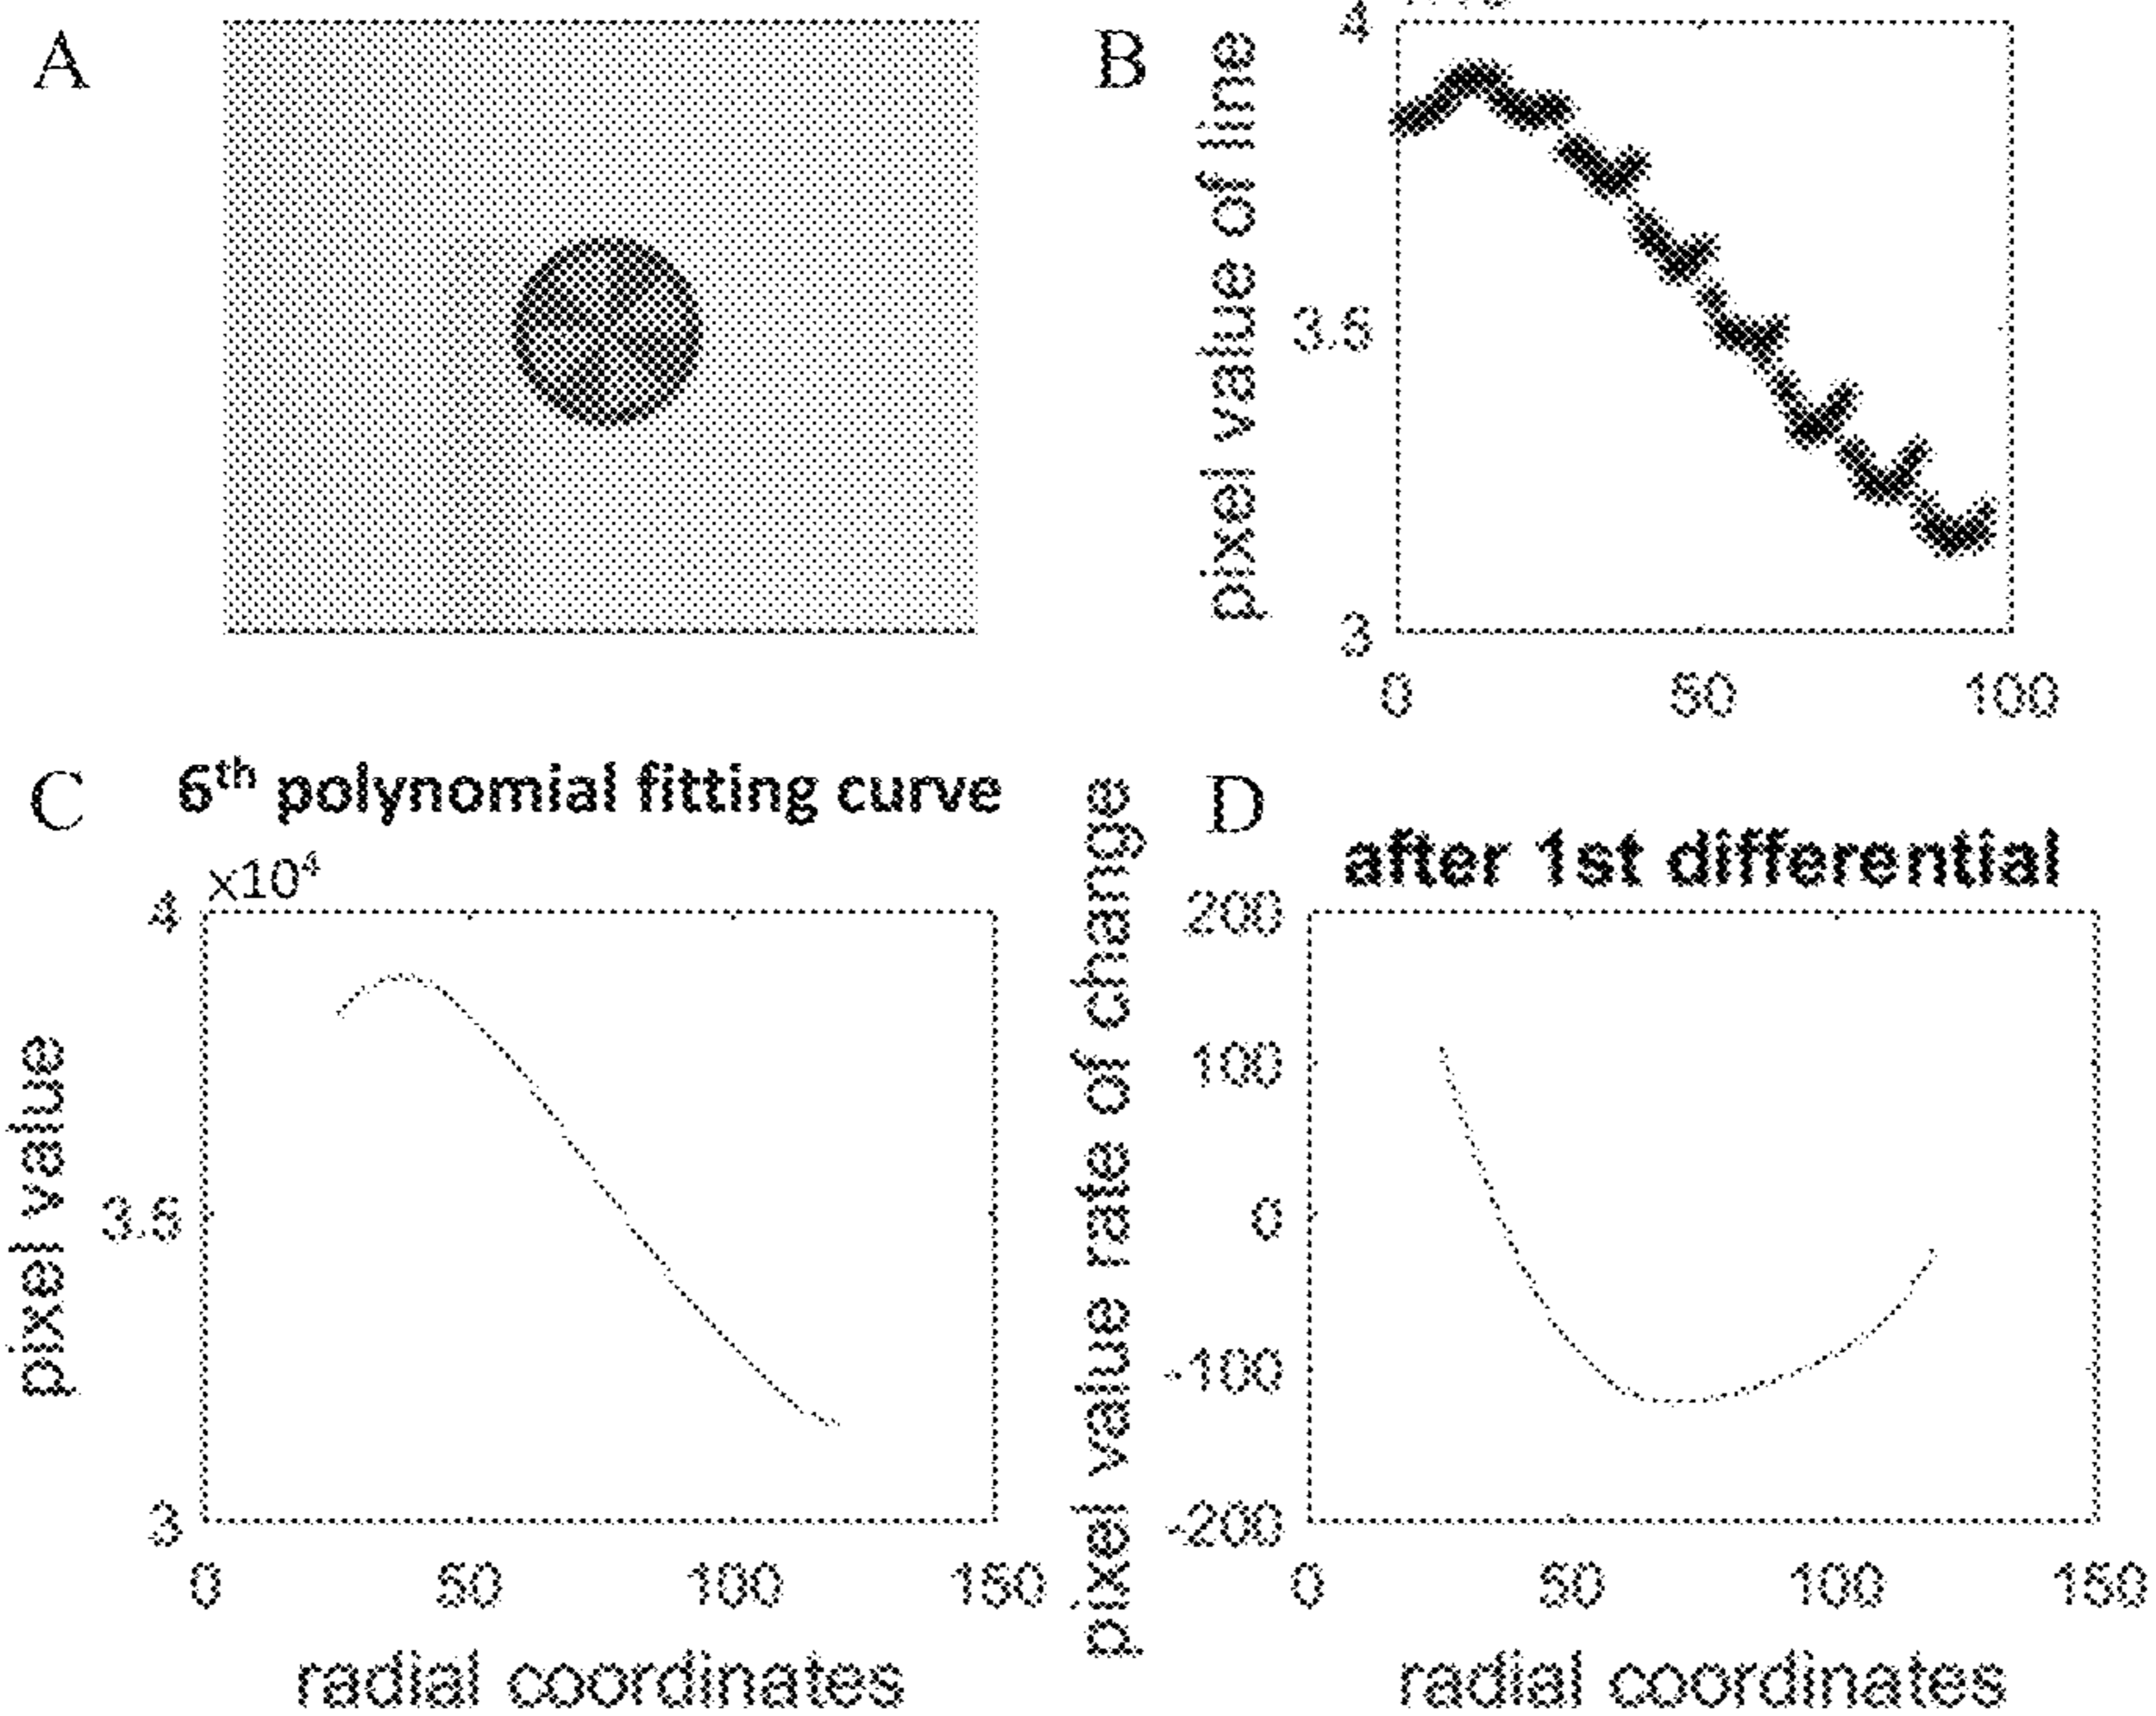 A
B
pixel value of line
4
3.5
3
0 50 100
C
6th polynomial fitting curve
x10⁴
pixel value
4
3.5
3
0 50 100 150
radial coordinates
D
after 1st differential
pixel value rate of change
200
100
0
-100
-200
0 50 100 150
radial coordinates